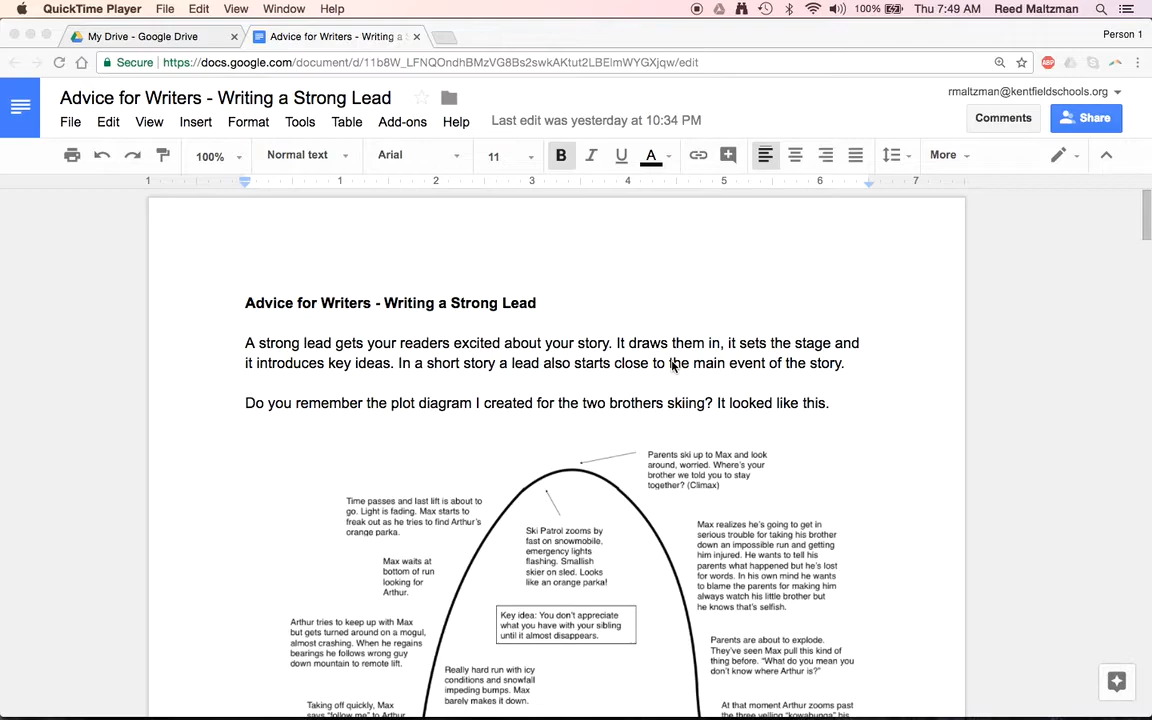 QuickTime Player File Edit View Window Help 100% Thu 7:49 AM Reed Maltzman
My Drive - Google Drive Advice for Writers - Writing a S Person 1
Secure https://docs.google.com/document/d/11b8W_LFNQOndhBMzVG8Bs2swkAKtut2LBElmWYGXjqw/edit
Advice for Writers - Writing a Strong Lead rmaltzman@kentfieldschools.org
File Edit View Insert Format Tools Table Add-ons Help Last edit was yesterday at 10:34 PM Comments Share
100% Normal text Arial 11 B I U A More
1 1 2 3 4 5 6 7
Advice for Writers - Writing a Strong Lead
A strong lead gets your readers excited about your story. It draws them in, it sets the stage and
it introduces key ideas. In a short story a lead also starts close to the main event of the story.
Do you remember the plot diagram I created for the two brothers skiing? It looked like this.
Parents ski up to Max and look
around, worried. Where's your
brother we told you to stay
together? (Climax)
Time passes and last lift is about to
go. Light is fading. Max starts to
freak out as he tries to find Arthur's
orange parka.
Ski Patrol zooms by
fast on snowmobile,
emergency lights
flashing. Smallish
skier on sled. Looks
like an orange parka!
Max realizes he's going to get in
serious trouble for taking his brother
down an impossible run and getting
him injured. He wants to tell his
parents what happened but he's lost
for words. In his own mind he wants
to blame the parents for making him
always watch his little brother but
he knows that's selfish.
Max waits at
bottom of run
looking for
Arthur.
Key idea: You don't appreciate
what you have with your sibling
until it almost disappears.
Arthur tries to keep up with Max
but gets turned around on a mogul,
almost crashing. When he regains
bearings he follows wrong guy
down mountain to remote lift.
Parents are about to explode.
They've seen Max pull this kind of
thing before. "What do you mean you
don't know where Arthur is?"
Really hard run with icy
conditions and snowfall
impeding bumps. Max
barely makes it down.
Taking off quickly, Max
says "follow me" to Arthur
At that moment Arthur zooms past
the three yelling "kowabunga" his